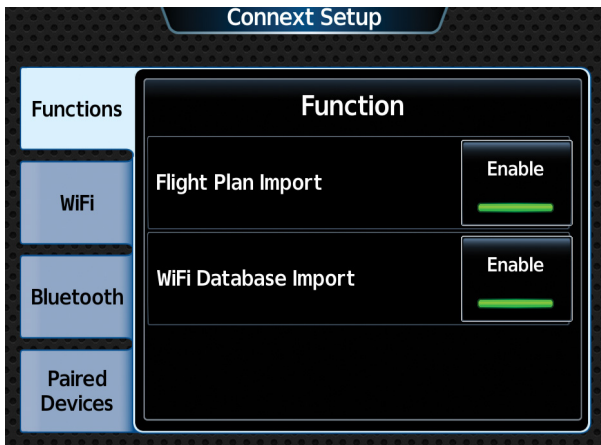 Connext Setup
Functions
WiFi
Bluetooth
Paired
Devices
Function
Flight Plan Import
Enable
WiFi Database Import
Enable